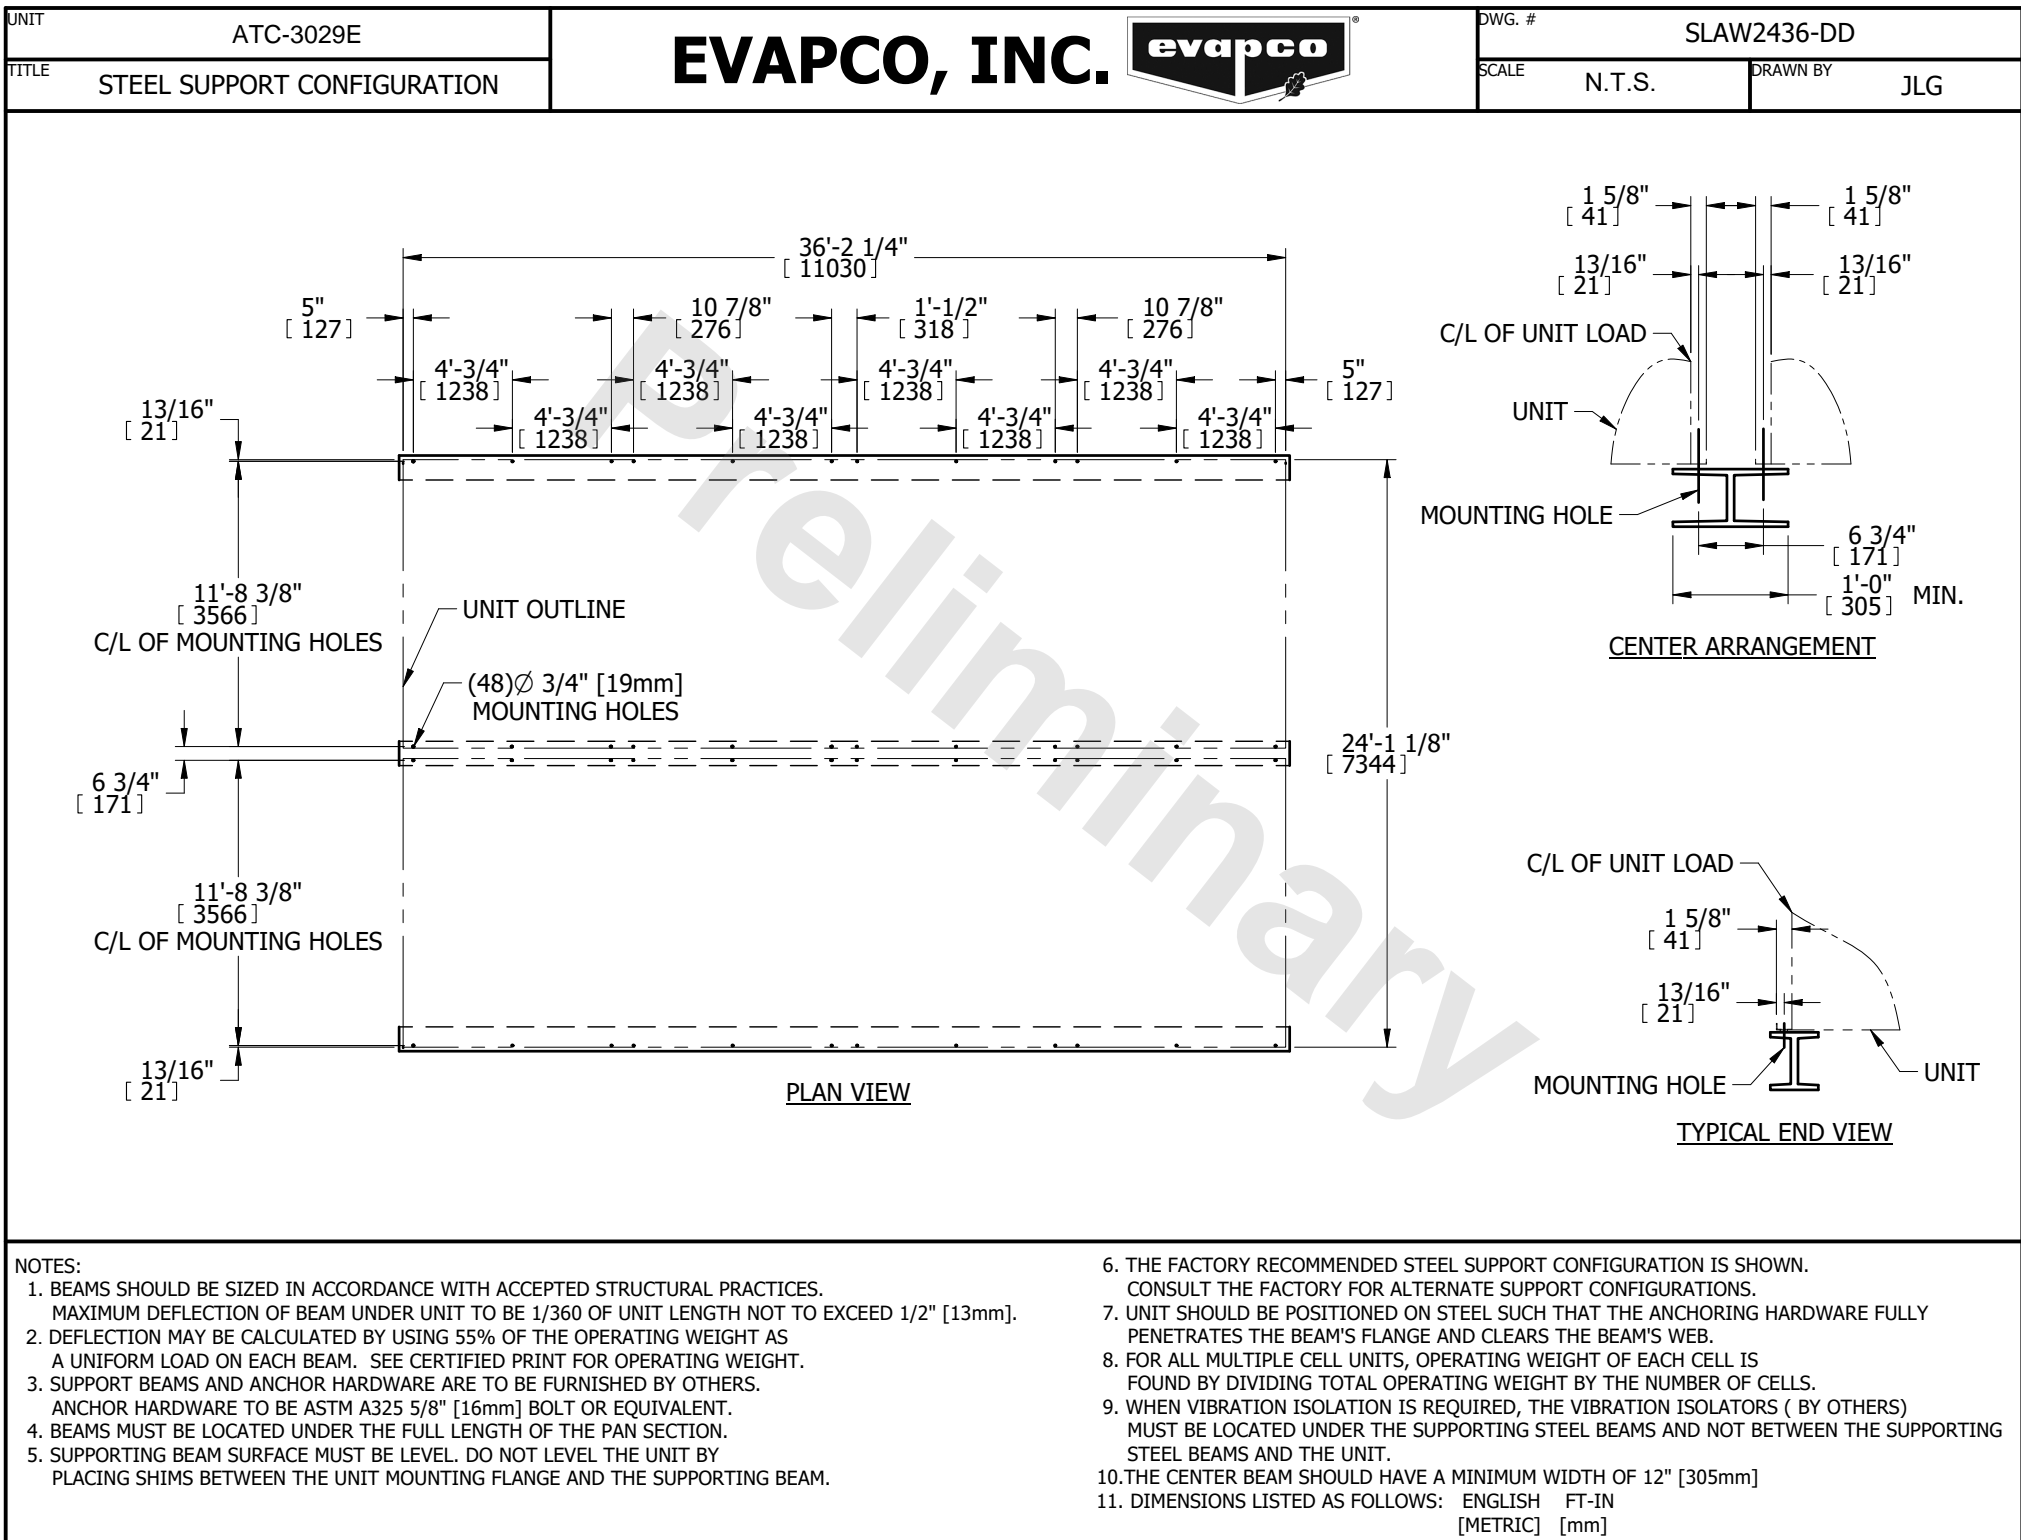 UNIT
ATC-3029E
TITLE
STEEL SUPPORT CONFIGURATION
EVAPCO, INC.
evapco
®
DWG. #
SLAW2436-DD
SCALE
N.T.S.
DRAWN BY
JLG
36'-2 1/4"
[ 11030 ]
5"
[ 127 ]
10 7/8"
[ 276 ]
1'-1/2"
[ 318 ]
10 7/8"
[ 276 ]
4'-3/4"
[ 1238 ]
4'-3/4"
[ 1238 ]
4'-3/4"
[ 1238 ]
4'-3/4"
[ 1238 ]
5"
[ 127 ]
4'-3/4"
[ 1238 ]
4'-3/4"
[ 1238 ]
4'-3/4"
[ 1238 ]
4'-3/4"
[ 1238 ]
13/16"
[ 21 ]
11'-8 3/8"
[ 3566 ]
C/L OF MOUNTING HOLES
UNIT OUTLINE
(48)Ø 3/4" [19mm]
MOUNTING HOLES
6 3/4"
[ 171 ]
24'-1 1/8"
[ 7344 ]
11'-8 3/8"
[ 3566 ]
C/L OF MOUNTING HOLES
13/16"
[ 21 ]
PLAN VIEW
Preliminary
1 5/8"
[ 41 ]
1 5/8"
[ 41 ]
13/16"
[ 21 ]
13/16"
[ 21 ]
C/L OF UNIT LOAD
UNIT
MOUNTING HOLE
6 3/4"
[ 171 ]
1'-0"
[ 305 ]
MIN.
CENTER ARRANGEMENT
C/L OF UNIT LOAD
1 5/8"
[ 41 ]
13/16"
[ 21 ]
MOUNTING HOLE
UNIT
TYPICAL END VIEW
NOTES:
1. BEAMS SHOULD BE SIZED IN ACCORDANCE WITH ACCEPTED STRUCTURAL PRACTICES.
MAXIMUM DEFLECTION OF BEAM UNDER UNIT TO BE 1/360 OF UNIT LENGTH NOT TO EXCEED 1/2" [13mm].
2. DEFLECTION MAY BE CALCULATED BY USING 55% OF THE OPERATING WEIGHT AS
A UNIFORM LOAD ON EACH BEAM. SEE CERTIFIED PRINT FOR OPERATING WEIGHT.
3. SUPPORT BEAMS AND ANCHOR HARDWARE ARE TO BE FURNISHED BY OTHERS.
ANCHOR HARDWARE TO BE ASTM A325 5/8" [16mm] BOLT OR EQUIVALENT.
4. BEAMS MUST BE LOCATED UNDER THE FULL LENGTH OF THE PAN SECTION.
5. SUPPORTING BEAM SURFACE MUST BE LEVEL. DO NOT LEVEL THE UNIT BY
PLACING SHIMS BETWEEN THE UNIT MOUNTING FLANGE AND THE SUPPORTING BEAM.
6. THE FACTORY RECOMMENDED STEEL SUPPORT CONFIGURATION IS SHOWN.
CONSULT THE FACTORY FOR ALTERNATE SUPPORT CONFIGURATIONS.
7. UNIT SHOULD BE POSITIONED ON STEEL SUCH THAT THE ANCHORING HARDWARE FULLY
PENETRATES THE BEAM'S FLANGE AND CLEARS THE BEAM'S WEB.
8. FOR ALL MULTIPLE CELL UNITS, OPERATING WEIGHT OF EACH CELL IS
FOUND BY DIVIDING TOTAL OPERATING WEIGHT BY THE NUMBER OF CELLS.
9. WHEN VIBRATION ISOLATION IS REQUIRED, THE VIBRATION ISOLATORS ( BY OTHERS)
MUST BE LOCATED UNDER THE SUPPORTING STEEL BEAMS AND NOT BETWEEN THE SUPPORTING
STEEL BEAMS AND THE UNIT.
10.THE CENTER BEAM SHOULD HAVE A MINIMUM WIDTH OF 12" [305mm]
11. DIMENSIONS LISTED AS FOLLOWS: ENGLISH FT-IN
[METRIC] [mm]